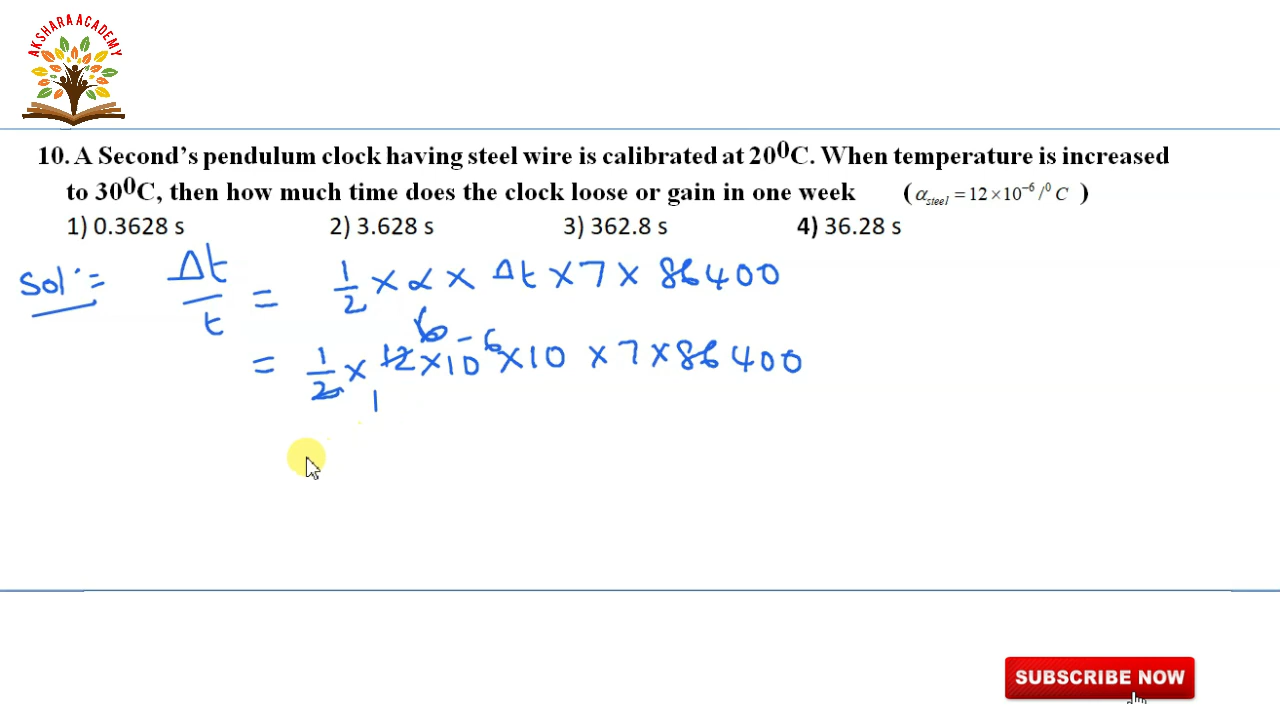 AKSHARA ACADEMY
10. A Second's pendulum clock having steel wire is calibrated at 20⁰C. When temperature is increased
to 30⁰C, then how much time does the clock loose or gain in one week (α_steel = 12×10⁻⁶/⁰C)
1) 0.3628 s 2) 3.628 s 3) 362.8 s 4) 36.28 s
Sol:= Δt/t = 1/2 × α × Δt × 7 × 86400
= 1/2 × 12 × 10⁻⁶ × 10 × 7 × 86400
6
1
SUBSCRIBE NOW